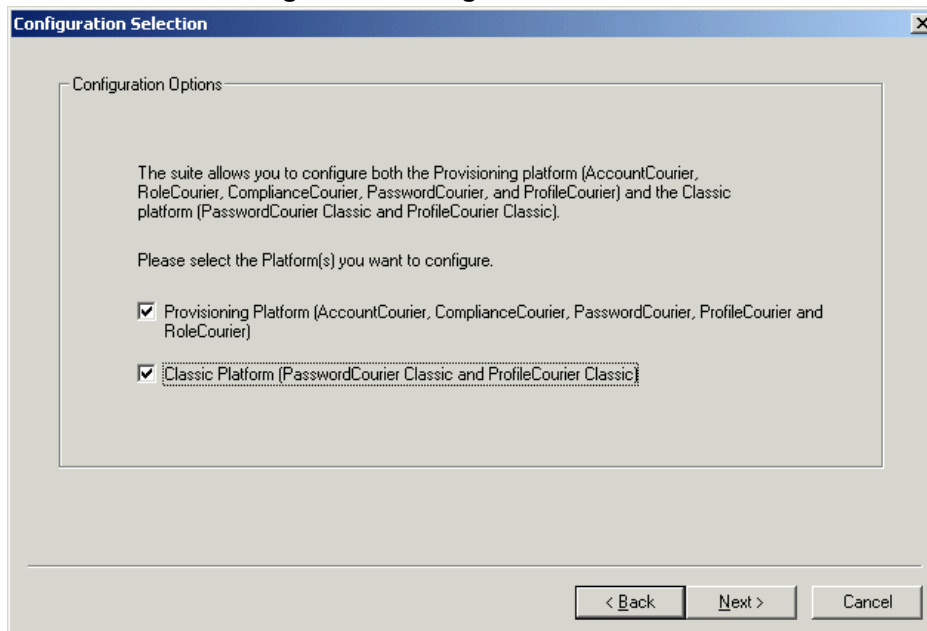 Configuration Selection
Configuration Options
The suite allows you to configure both the Provisioning platform (AccountCourier,
RoleCourier, ComplianceCourier, PasswordCourier, and ProfileCourier) and the Classic
platform (PasswordCourier Classic and ProfileCourier Classic).
Please select the Platform(s) you want to configure.
Provisioning Platform (AccountCourier, ComplianceCourier, PasswordCourier, ProfileCourier and
RoleCourier)
Classic Platform (PasswordCourier Classic and ProfileCourier Classic)
< Back Next > Cancel